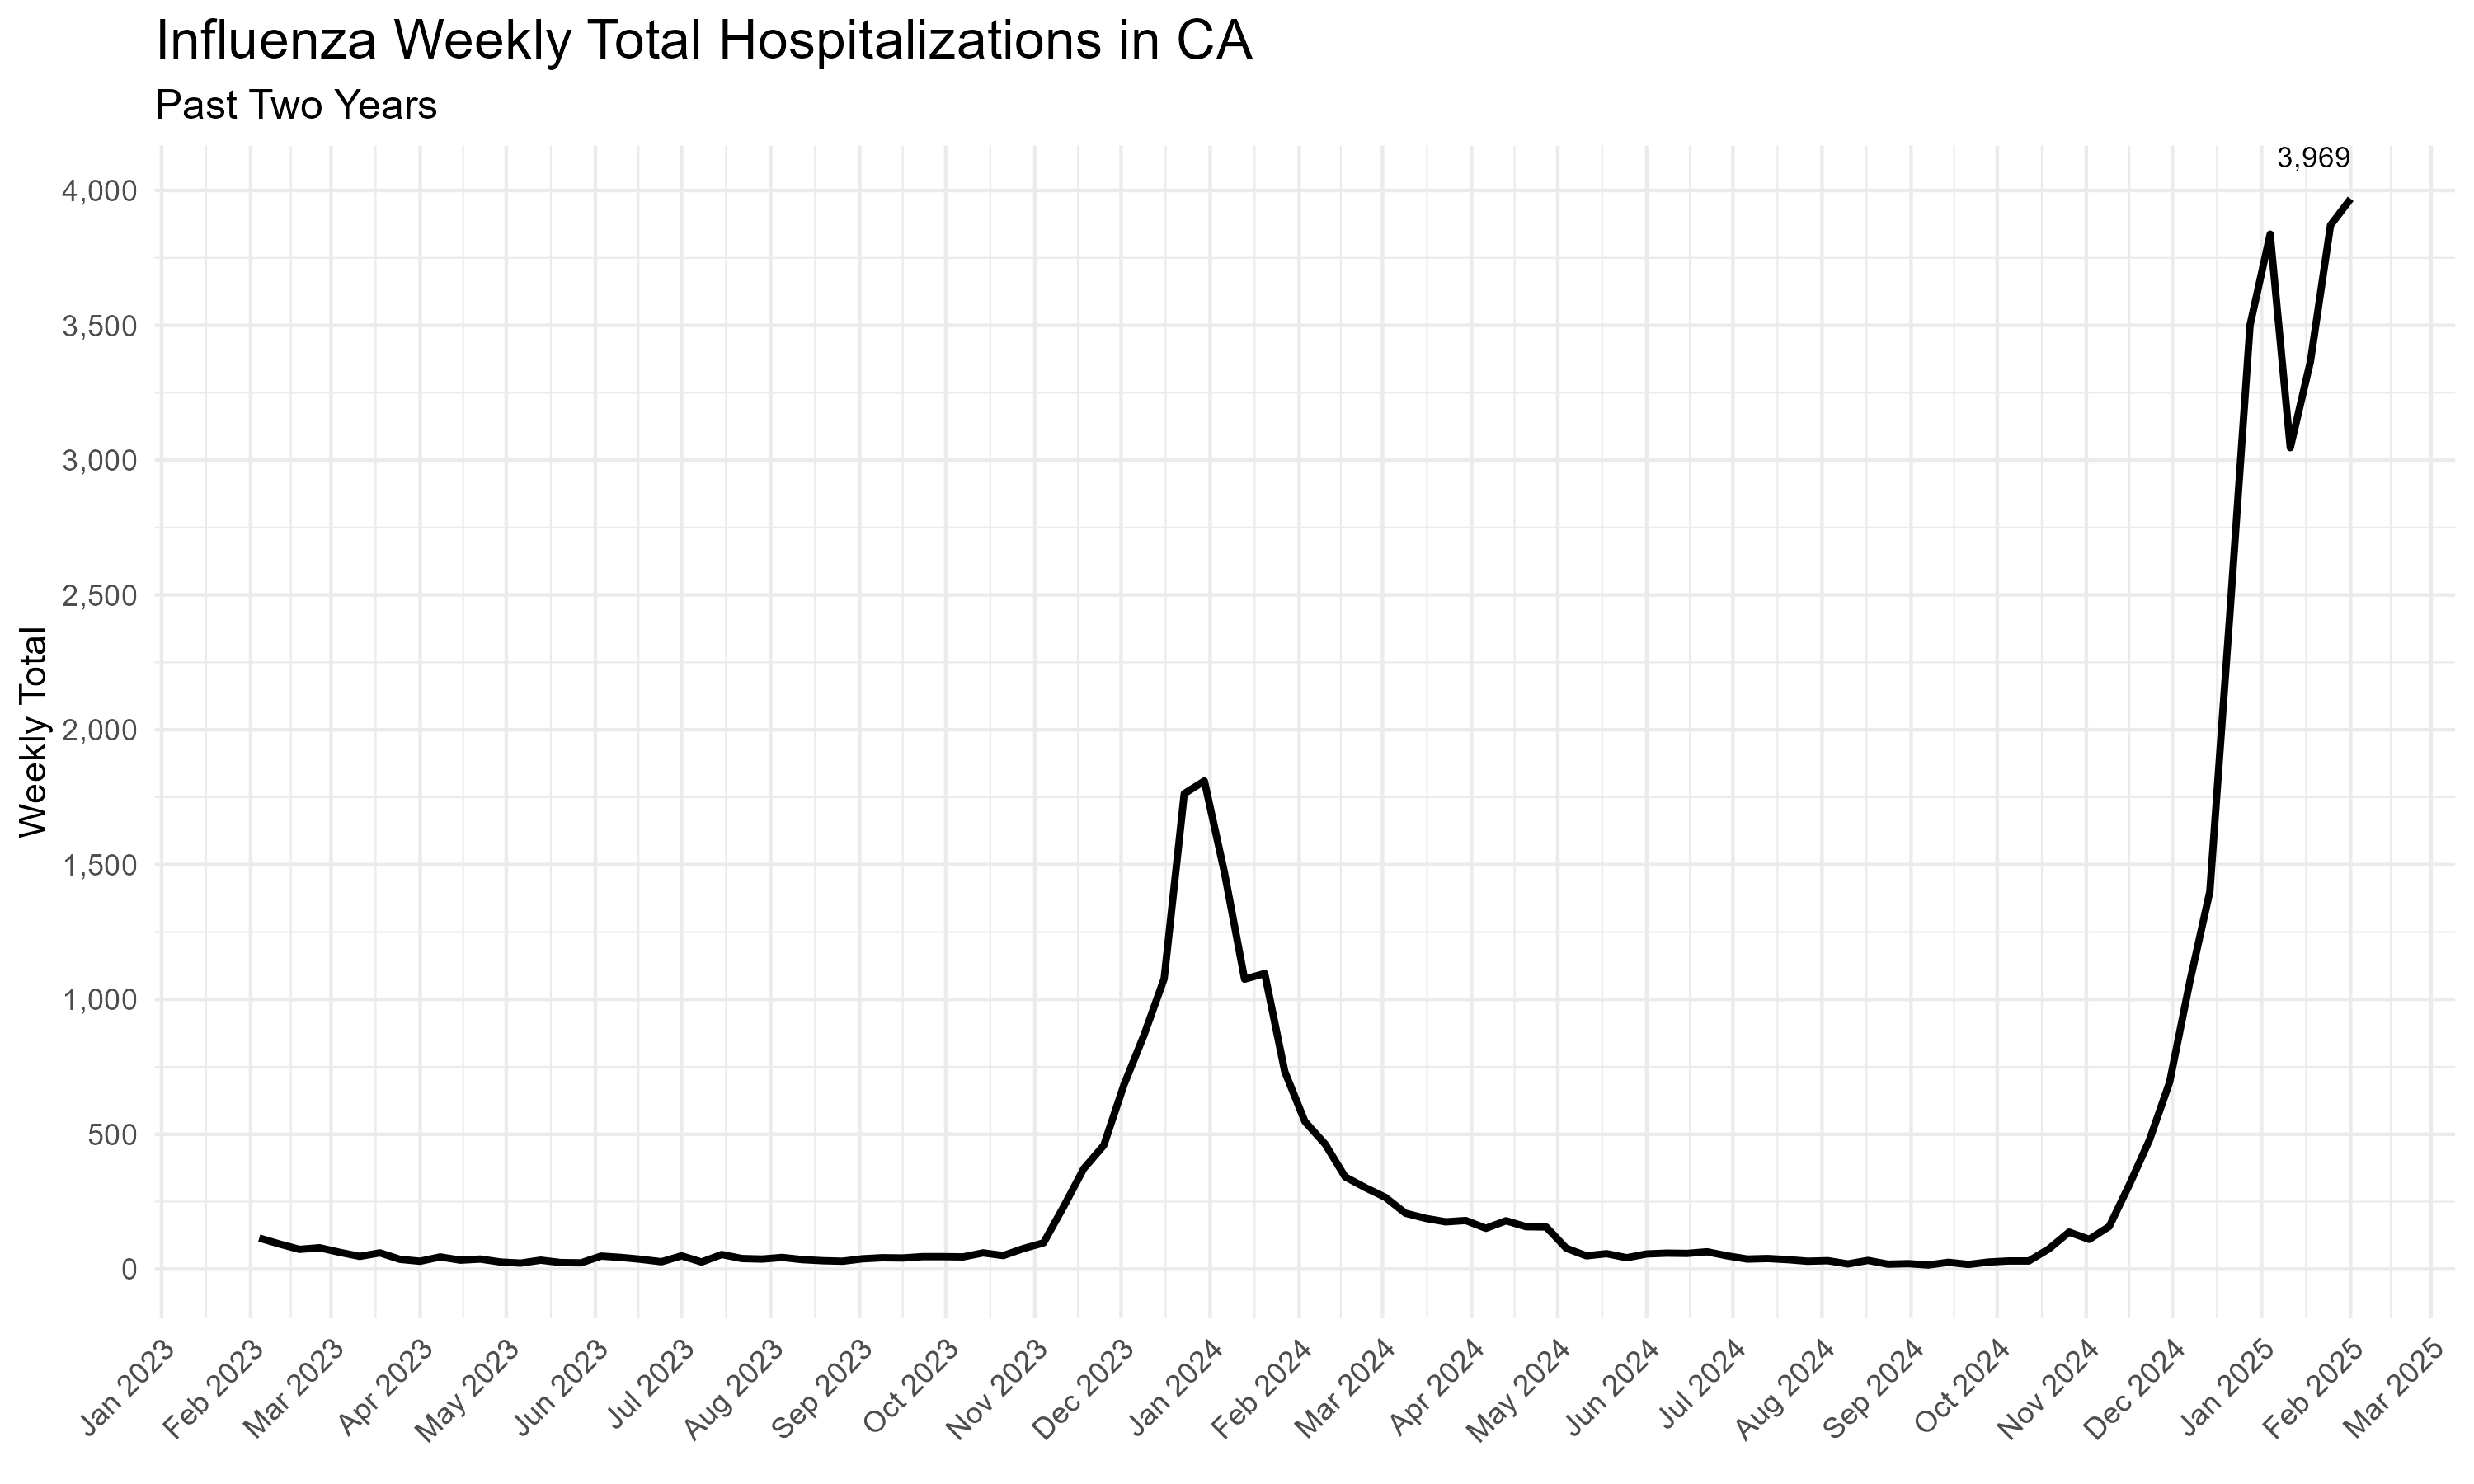 Influenza Weekly Total Hospitalizations in CA
Past Two Years
3,969
4,000
3,500
3,000
2,500
2,000
1,500
1,000
500
0
Weekly Total
Jan 2023
Feb 2023
Mar 2023
Apr 2023
May 2023
Jun 2023
Jul 2023
Aug 2023
Sep 2023
Oct 2023
Nov 2023
Dec 2023
Jan 2024
Feb 2024
Mar 2024
Apr 2024
May 2024
Jun 2024
Jul 2024
Aug 2024
Sep 2024
Oct 2024
Nov 2024
Dec 2024
Jan 2025
Feb 2025
Mar 2025